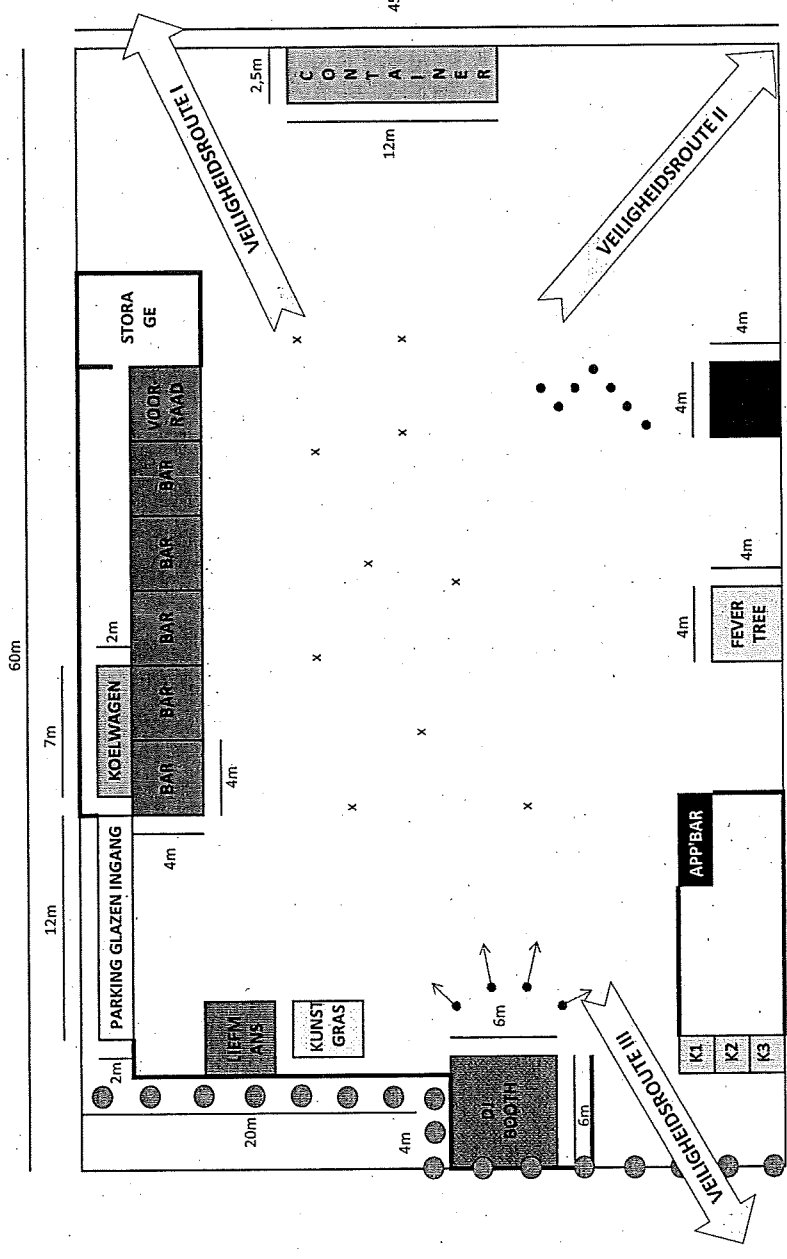 60m
12m
7m
2m
PARKING GLAZEN INGANG
KOELWAGEN
2m
BAR
BAR
BAR
BAR
BAR
VOOR-
RAAD
STORA
GE
4m
4m
VEILIGHEIDSROUTE I
20m
LIEFM
ANS
KUNST
GRAS
2,5m
C
O
N
T
A
I
N
E
R
12m
x
x
x
x
x
x
x
x
x
x
x
4m
DJ
BOOTH
6m
6m
VEILIGHEIDSROUTE II
VEILIGHEIDSROUTE III
K1
K2
K3
APP'BAR
4m
FEVER
TREE
4m
4m
4m